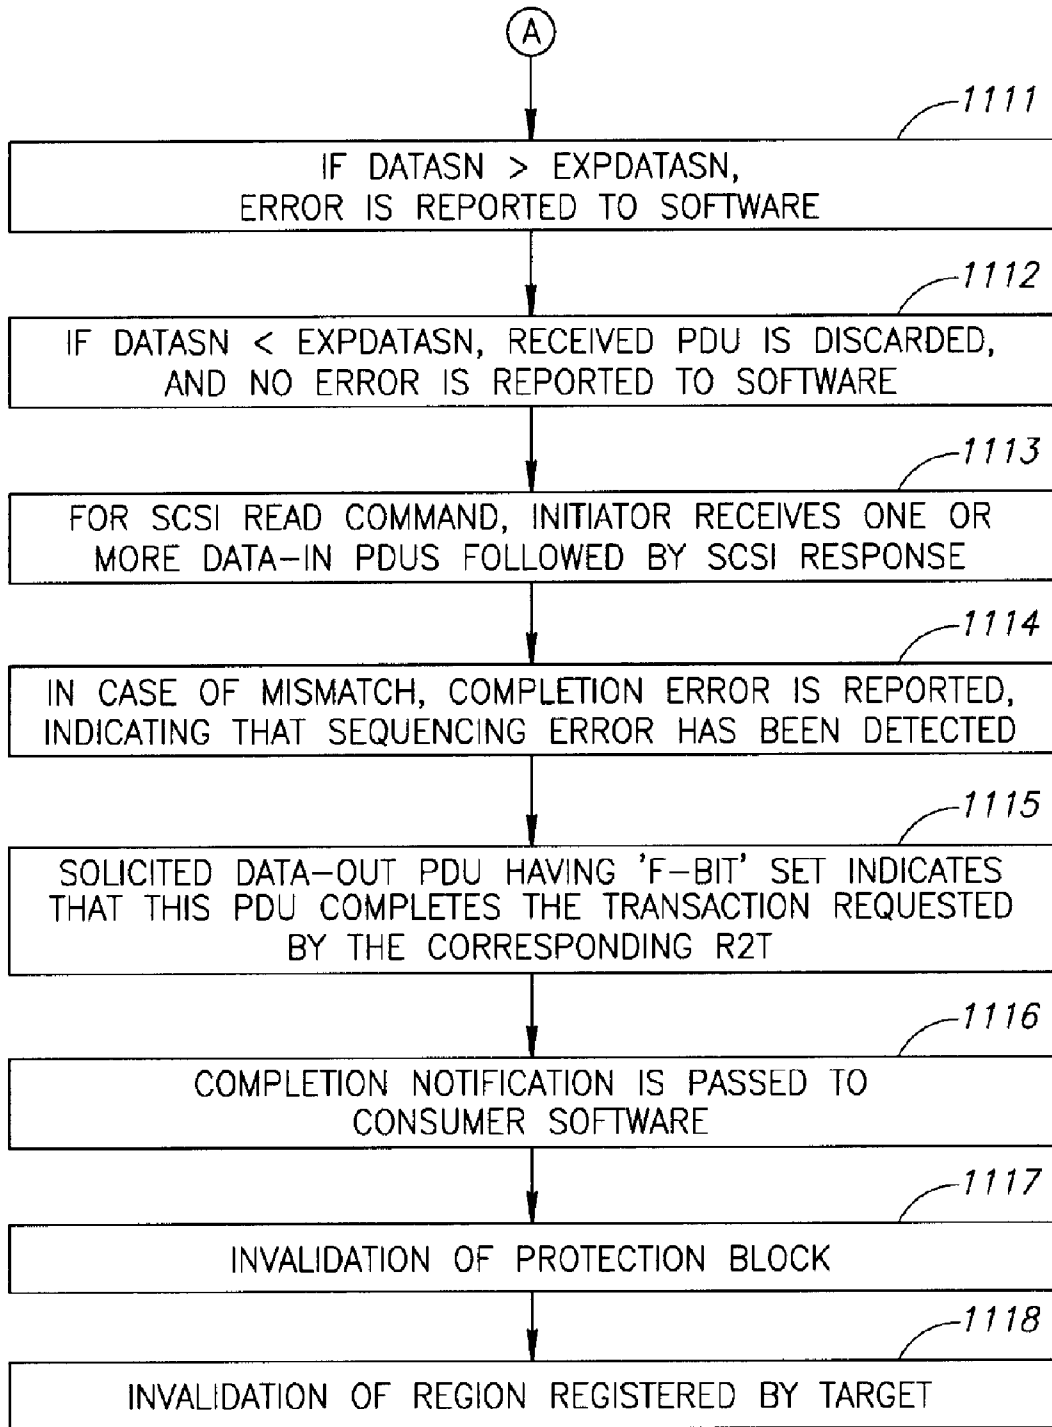 A
1111
IF DATASN > EXPDATASN,
ERROR IS REPORTED TO SOFTWARE
1112
IF DATASN < EXPDATASN, RECEIVED PDU IS DISCARDED,
AND NO ERROR IS REPORTED TO SOFTWARE
1113
FOR SCSI READ COMMAND, INITIATOR RECEIVES ONE OR
MORE DATA-IN PDUS FOLLOWED BY SCSI RESPONSE
1114
IN CASE OF MISMATCH, COMPLETION ERROR IS REPORTED,
INDICATING THAT SEQUENCING ERROR HAS BEEN DETECTED
1115
SOLICITED DATA-OUT PDU HAVING 'F-BIT' SET INDICATES
THAT THIS PDU COMPLETES THE TRANSACTION REQUESTED
BY THE CORRESPONDING R2T
1116
COMPLETION NOTIFICATION IS PASSED TO
CONSUMER SOFTWARE
1117
INVALIDATION OF PROTECTION BLOCK
1118
INVALIDATION OF REGION REGISTERED BY TARGET